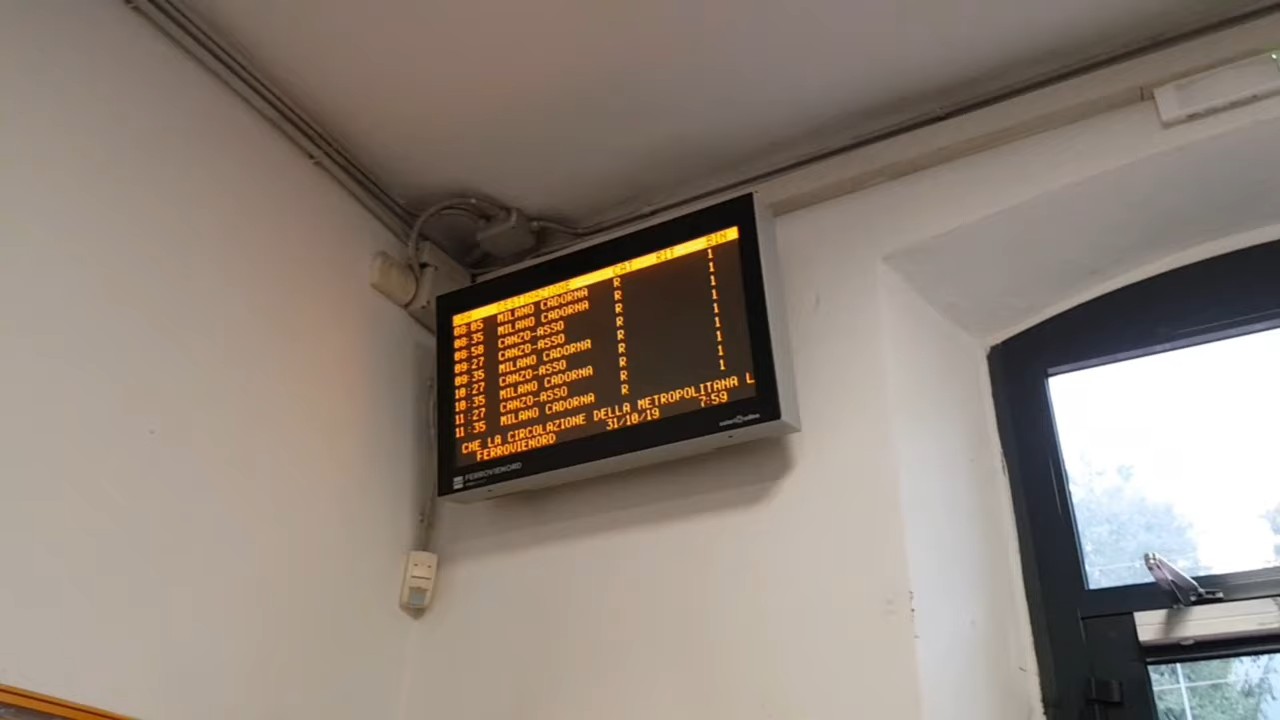 ORA DESTINAZIONE CAT RIT BIN
08:05 MILANO CADORNA R 1
08:35 MILANO CADORNA R 1
08:58 CANZO-ASSO R 1
09:27 CANZO-ASSO R 1
09:35 MILANO CADORNA R 1
10:27 CANZO-ASSO R 1
10:35 MILANO CADORNA R 1
11:27 CANZO-ASSO R 1
11:35 MILANO CADORNA R 1
CHE LA CIRCOLAZIONE DELLA METROPOLITANA L
FERROVIENORD 31/10/19 7:59
FERROVIENORD